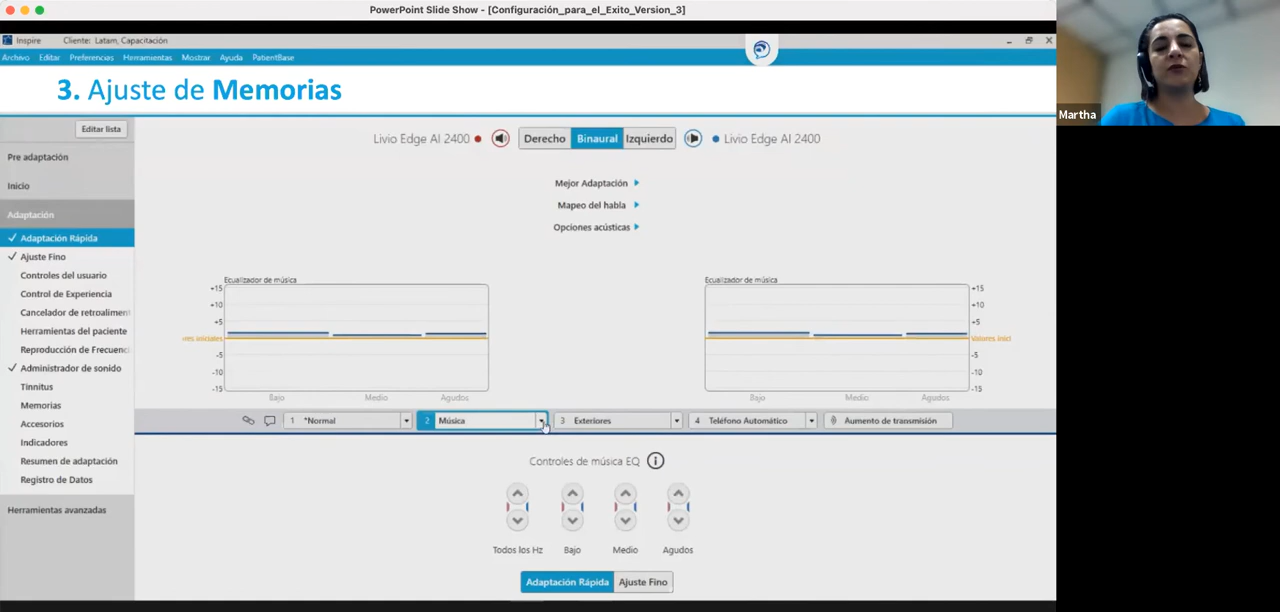 PowerPoint Slide Show - [Configuración_para_el_Exito_Version_3]
Inspire Cliente: Latam, Capacitación
Archivo Editar Preferencias Herramientas Mostrar Ayuda PatientBase
3. Ajuste de Memorias
Martha
Editar lista
Pre adaptación
Inicio
Adaptación
Adaptación Rápida
Ajuste Fino
Controles del usuario
Control de Experiencia
Cancelador de retroalimen
Herramientas del paciente
Reproducción de Frecuenc
Administrador de sonido
Tinnitus
Memorias
Accesorios
Indicadores
Resumen de adaptación
Registro de Datos
Herramientas avanzadas
Livio Edge AI 2400 Derecho Binaural Izquierdo Livio Edge AI 2400
Mejor Adaptación
Mapeo del habla
Opciones acústicas
Ecualizador de música
+15
+10
+5
res iniciales
-5
-10
-15
Bajo Medio Agudos
Ecualizador de música
+15
+10
+5
Valores inici
-5
-10
-15
Bajo Medio Agudos
1 *Normal 2 Música 3 Exteriores 4 Teléfono Automático Aumento de transmisión
Controles de música EQ
Todos los Hz Bajo Medio Agudos
Adaptación Rápida Ajuste Fino